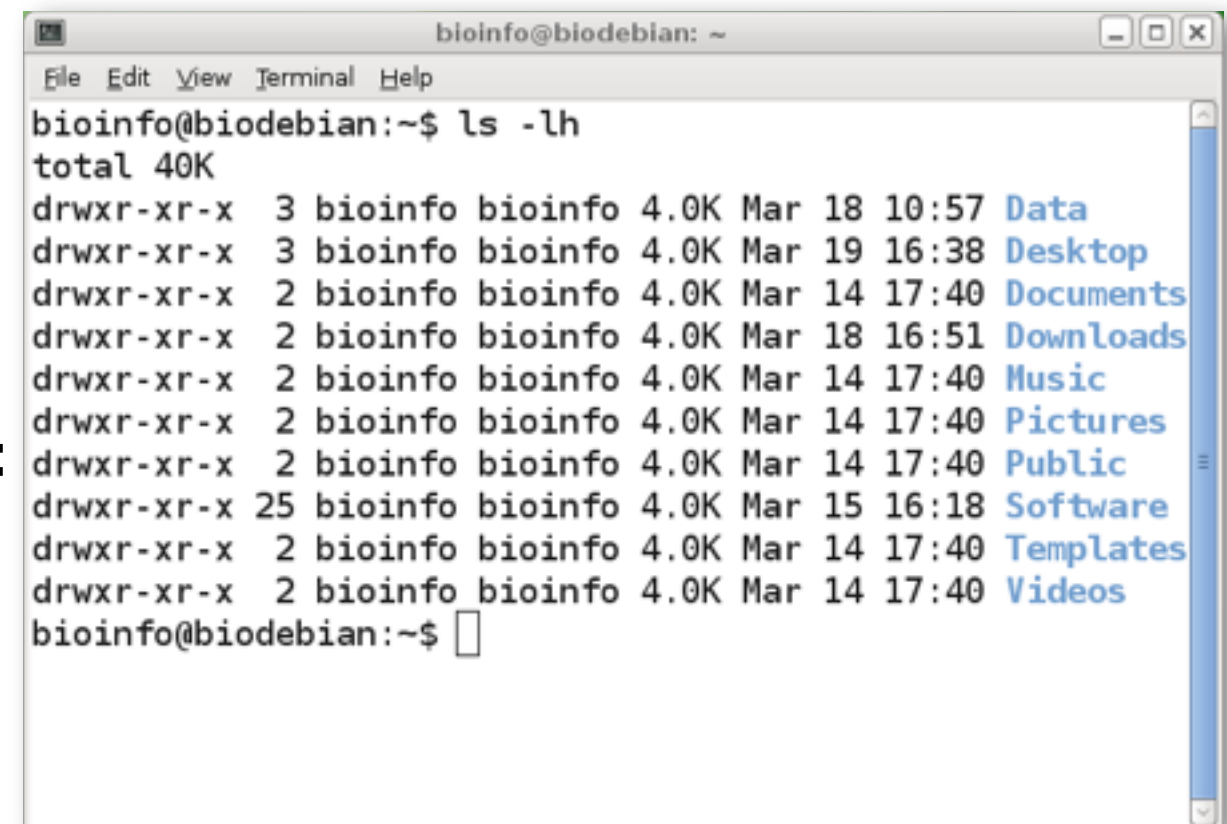 bioinfo@biodebian: ~
File Edit View Terminal Help
bioinfo@biodebian:~$ ls -lh
total 40K
drwxr-xr-x  3 bioinfo bioinfo 4.0K Mar 18 10:57 Data
drwxr-xr-x  3 bioinfo bioinfo 4.0K Mar 19 16:38 Desktop
drwxr-xr-x  2 bioinfo bioinfo 4.0K Mar 14 17:40 Documents
drwxr-xr-x  2 bioinfo bioinfo 4.0K Mar 18 16:51 Downloads
drwxr-xr-x  2 bioinfo bioinfo 4.0K Mar 14 17:40 Music
drwxr-xr-x  2 bioinfo bioinfo 4.0K Mar 14 17:40 Pictures
drwxr-xr-x  2 bioinfo bioinfo 4.0K Mar 14 17:40 Public
drwxr-xr-x 25 bioinfo bioinfo 4.0K Mar 15 16:18 Software
drwxr-xr-x  2 bioinfo bioinfo 4.0K Mar 14 17:40 Templates
drwxr-xr-x  2 bioinfo bioinfo 4.0K Mar 14 17:40 Videos
bioinfo@biodebian:~$